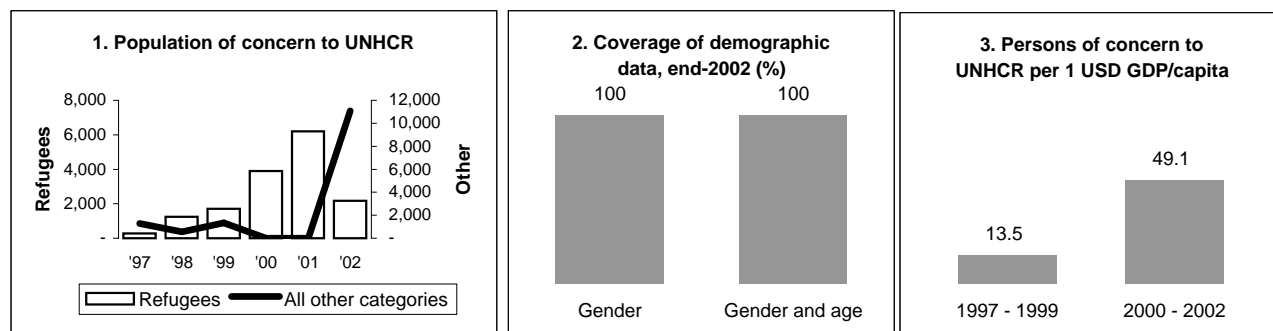 1. Population of concern to UNHCR
8,000
6,000
4,000
2,000
-
Refugees
12,000
10,000
8,000
6,000
4,000
2,000
-
Other
'97 '98 '99 '00 '01 '02
Refugees All other categories
2. Coverage of demographic
data, end-2002 (%)
100 100
Gender Gender and age
3. Persons of concern to
UNHCR per 1 USD GDP/capita
13.5
49.1
1997 - 1999 2000 - 2002